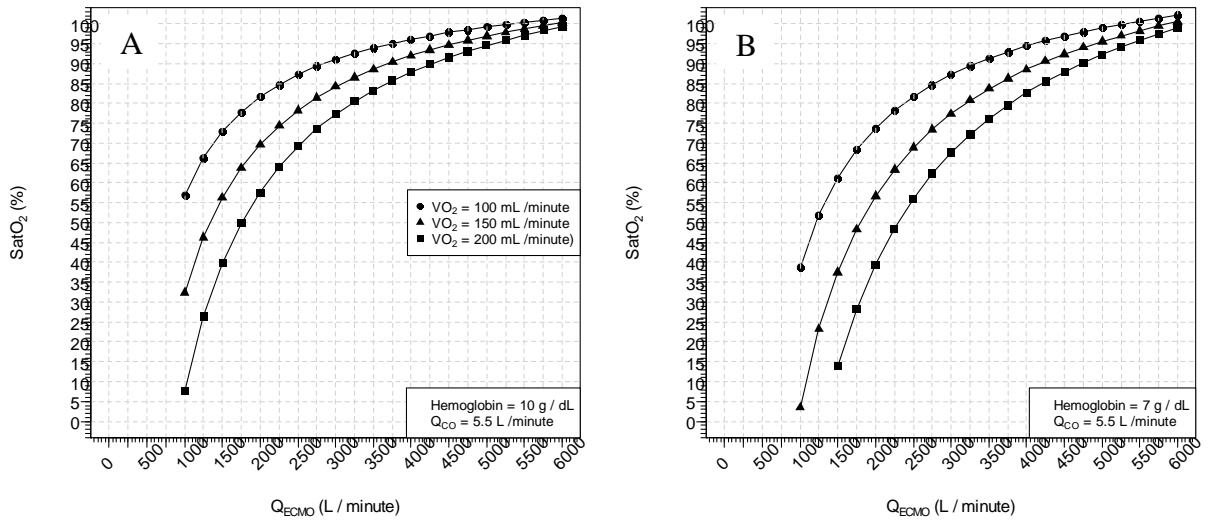 A
SatO2 (%)
100
95
90
85
80
75
70
65
60
55
50
45
40
35
30
25
20
15
10
5
0
VO2 = 100 mL /minute
VO2 = 150 mL /minute
VO2 = 200 mL /minute)
Hemoglobin = 10 g / dL
QCO = 5.5 L /minute
0 500 1000 1500 2000 2500 3000 3500 4000 4500 5000 5500 6000
QECMO (L / minute)
B
SatO2 (%)
100
95
90
85
80
75
70
65
60
55
50
45
40
35
30
25
20
15
10
5
0
Hemoglobin = 7 g / dL
QCO = 5.5 L /minute
0 500 1000 1500 2000 2500 3000 3500 4000 4500 5000 5500 6000
QECMO (L / minute)